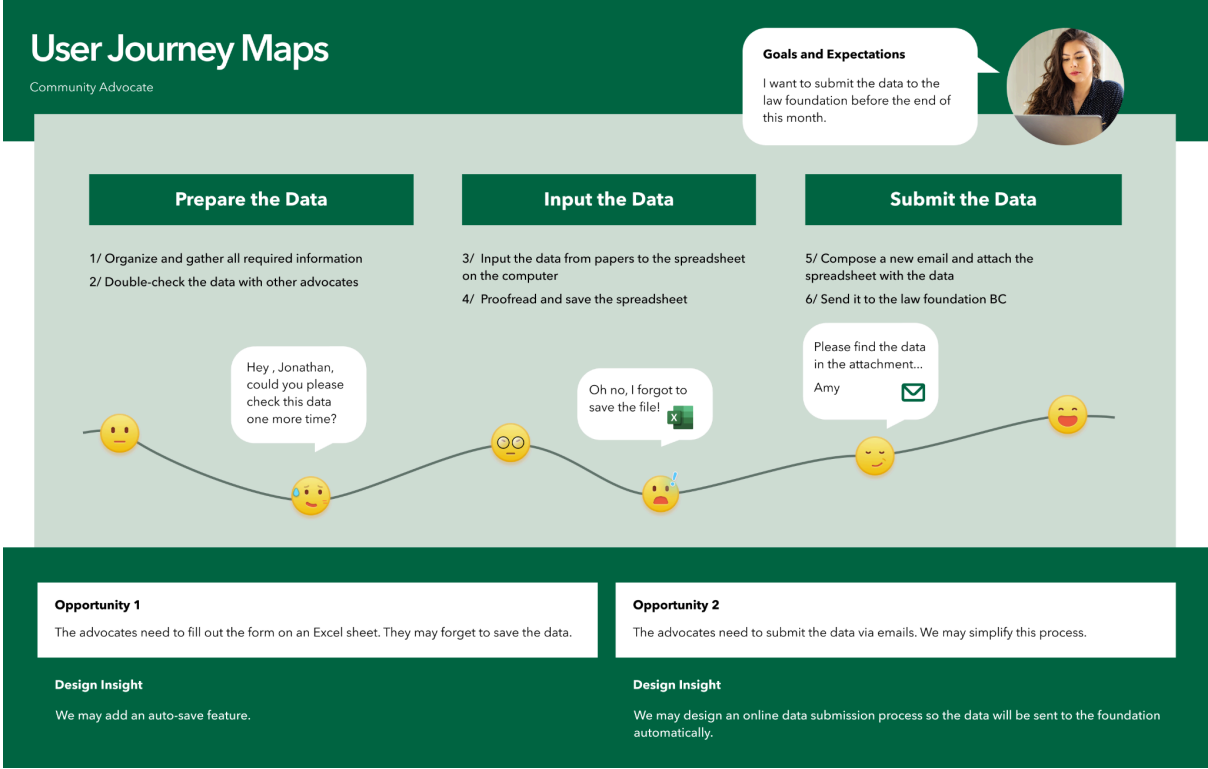 User Journey Maps
Community Advocate
Goals and Expectations
I want to submit the data to the
law foundation before the end of
this month.
Prepare the Data
1/ Organize and gather all required information
2/ Double-check the data with other advocates
Input the Data
3/  Input the data from papers to the spreadsheet
on the computer
4/  Proofread and save the spreadsheet
Submit the Data
5/ Compose a new email and attach the
spreadsheet with the data
6/ Send it to the law foundation BC
Hey , Jonathan,
could you please
check this data
one more time?
Oh no, I forgot to
save the file!
X
Please find the data
in the attachment...
Amy
Opportunity 1
The advocates need to fill out the form on an Excel sheet. They may forget to save the data.
Design Insight
We may add an auto-save feature.
Opportunity 2
The advocates need to submit the data via emails. We may simplify this process.
Design Insight
We may design an online data submission process so the data will be sent to the foundation
automatically.